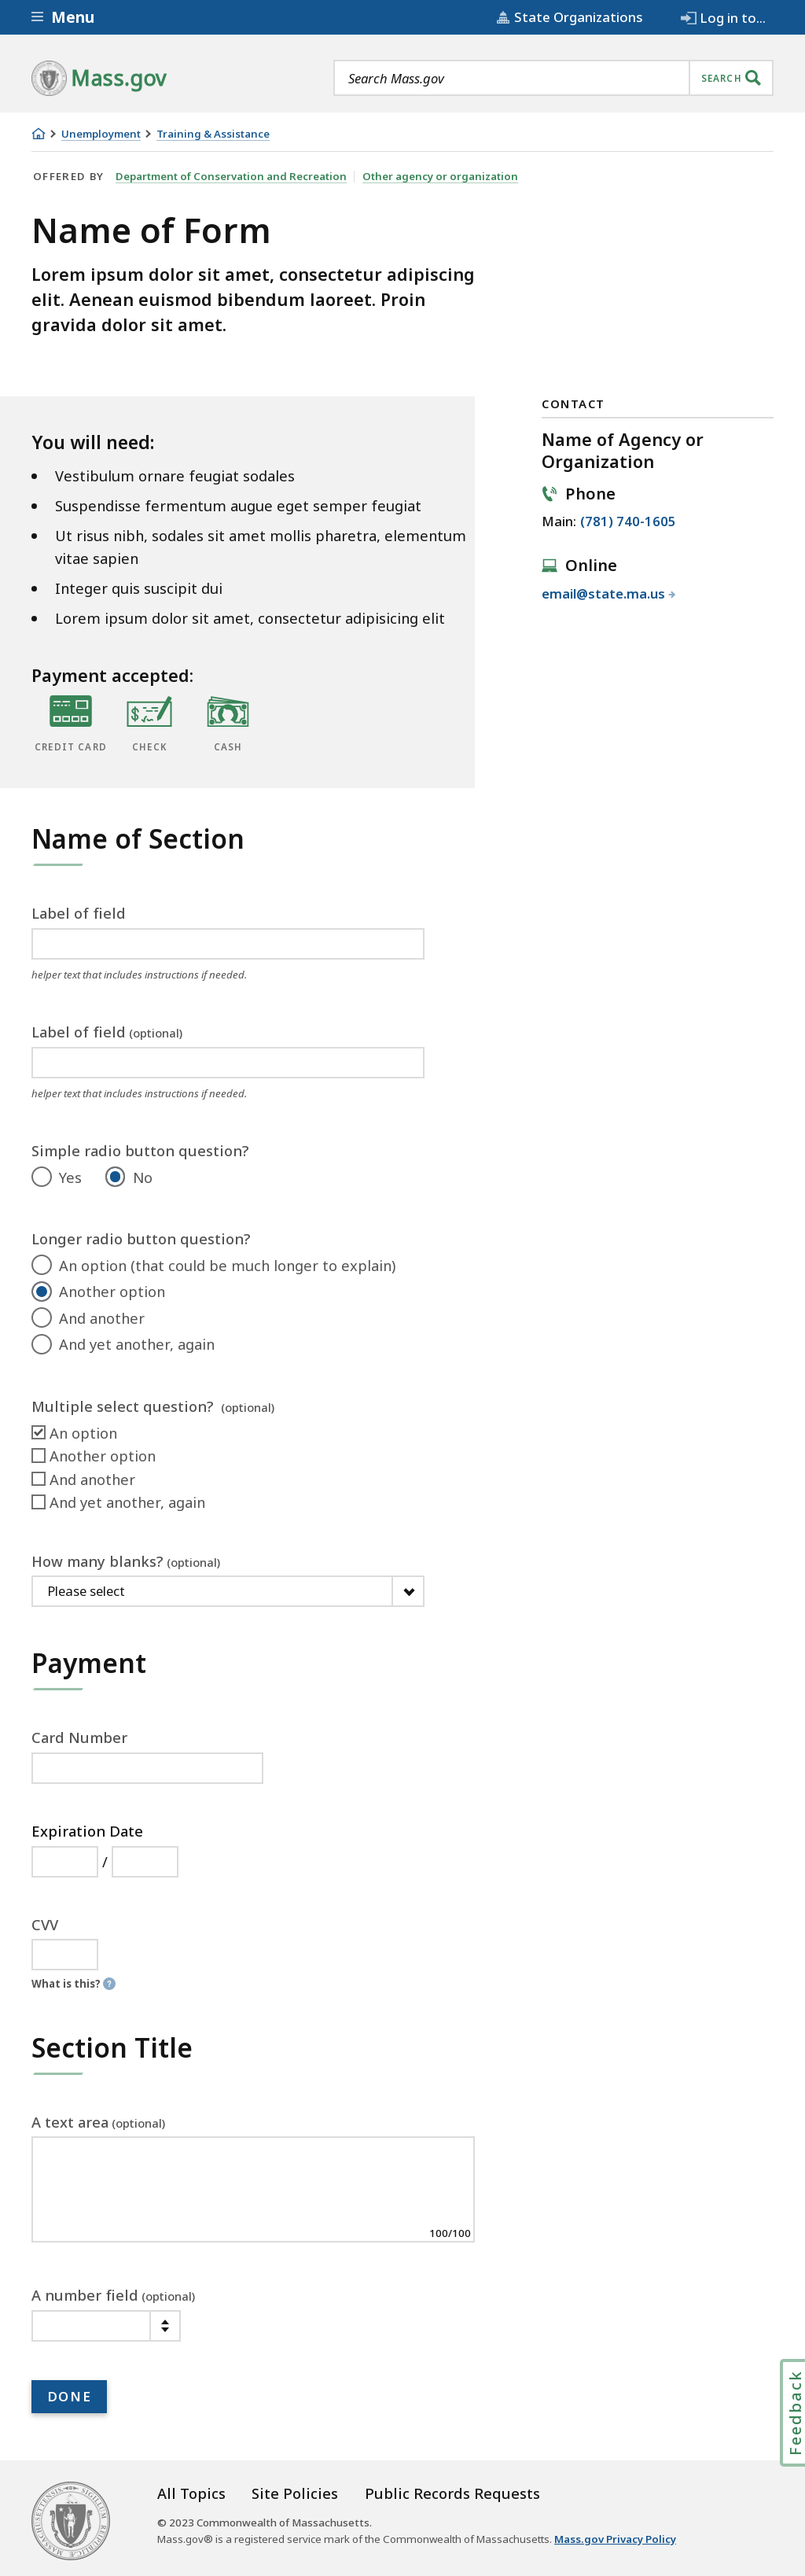 Menu
State Organizations
Log in to...
Mass.gov
Search Mass.gov
SEARCH
Unemployment
Training & Assistance
OFFERED BY Department of Conservation and Recreation Other agency or organization
Name of Form
Lorem ipsum dolor sit amet, consectetur adipiscing
elit. Aenean euismod bibendum laoreet. Proin
gravida dolor sit amet.
You will need:
Vestibulum ornare feugiat sodales
Suspendisse fermentum augue eget semper feugiat
Ut risus nibh, sodales sit amet mollis pharetra, elementum
vitae sapien
Integer quis suscipit dui
Lorem ipsum dolor sit amet, consectetur adipisicing elit
Payment accepted:
CREDIT CARD
CHECK
CASH
CONTACT
Name of Agency or
Organization
Phone
Main: (781) 740-1605
Online
email@state.ma.us
Name of Section
Label of field
helper text that includes instructions if needed.
Label of field (optional)
helper text that includes instructions if needed.
Simple radio button question?
Yes
No
Longer radio button question?
An option (that could be much longer to explain)
Another option
And another
And yet another, again
Multiple select question? (optional)
An option
Another option
And another
And yet another, again
How many blanks? (optional)
Please select
Payment
Card Number
Expiration Date
/
CVV
What is this? ?
Section Title
A text area (optional)
100/100
A number field (optional)
DONE
Feedback
All Topics
Site Policies
Public Records Requests
© 2023 Commonwealth of Massachusetts.
Mass.gov® is a registered service mark of the Commonwealth of Massachusetts. Mass.gov Privacy Policy